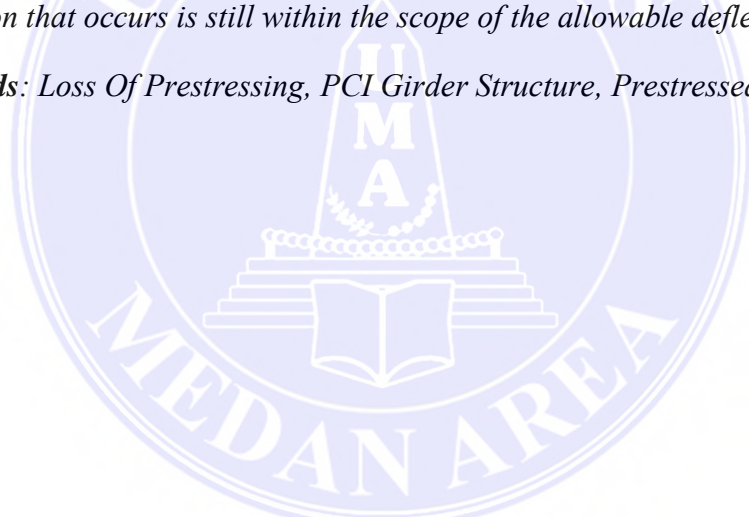 on that occurs is still within the scope of the allowable defle
ds: Loss Of Prestressing, PCI Girder Structure, Prestressed
U
M
A
MEDAN AREA